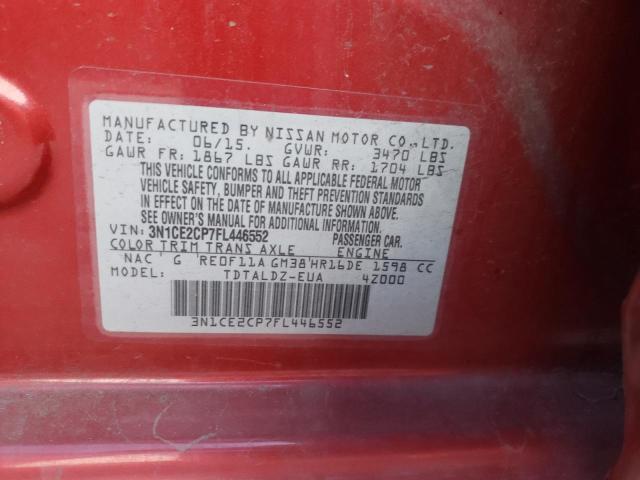 MANUFACTURED BY NISSAN MOTOR CO., LTD.
DATE: 06/15. GVWR: 3470 LBS
GAWR FR: 1867 LBS GAWR RR: 1704 LBS
THIS VEHICLE CONFORMS TO ALL APPLICABLE FEDERAL MOTOR
VEHICLE SAFETY, BUMPER AND THEFT PREVENTION STANDARDS
IN EFFECT ON THE DATE OF MANUFACTURE SHOWN ABOVE.
SEE OWNER'S MANUAL FOR ADDITIONAL INFORMATION.
VIN: 3N1CE2CP7FL446552 PASSENGER CAR.
COLOR TRIM TRANS AXLE ENGINE
NAC G RE0F11A GM38 HR16DE 1598 CC
MODEL: TDTALDZ-EUA 4Z000
3N1CE2CP7FL446552